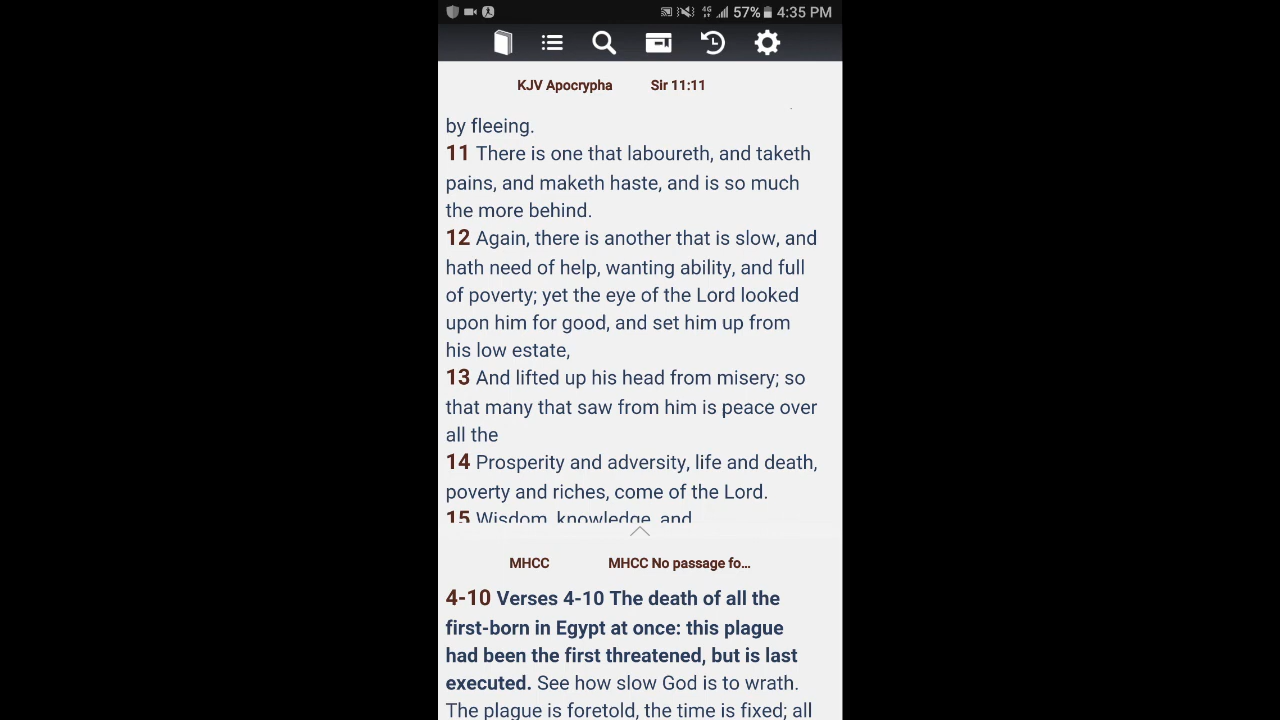 4G 57% 4:35 PM
KJV Apocrypha Sir 11:11
by fleeing.
11 There is one that laboureth, and taketh
pains, and maketh haste, and is so much
the more behind.
12 Again, there is another that is slow, and
hath need of help, wanting ability, and full
of poverty; yet the eye of the Lord looked
upon him for good, and set him up from
his low estate,
13 And lifted up his head from misery; so
that many that saw from him is peace over
all the
14 Prosperity and adversity, life and death,
poverty and riches, come of the Lord.
15 Wisdom, knowledge, and
MHCC MHCC No passage fo...
4-10 Verses 4-10 The death of all the
first-born in Egypt at once: this plague
had been the first threatened, but is last
executed. See how slow God is to wrath.
The plague is foretold, the time is fixed; all